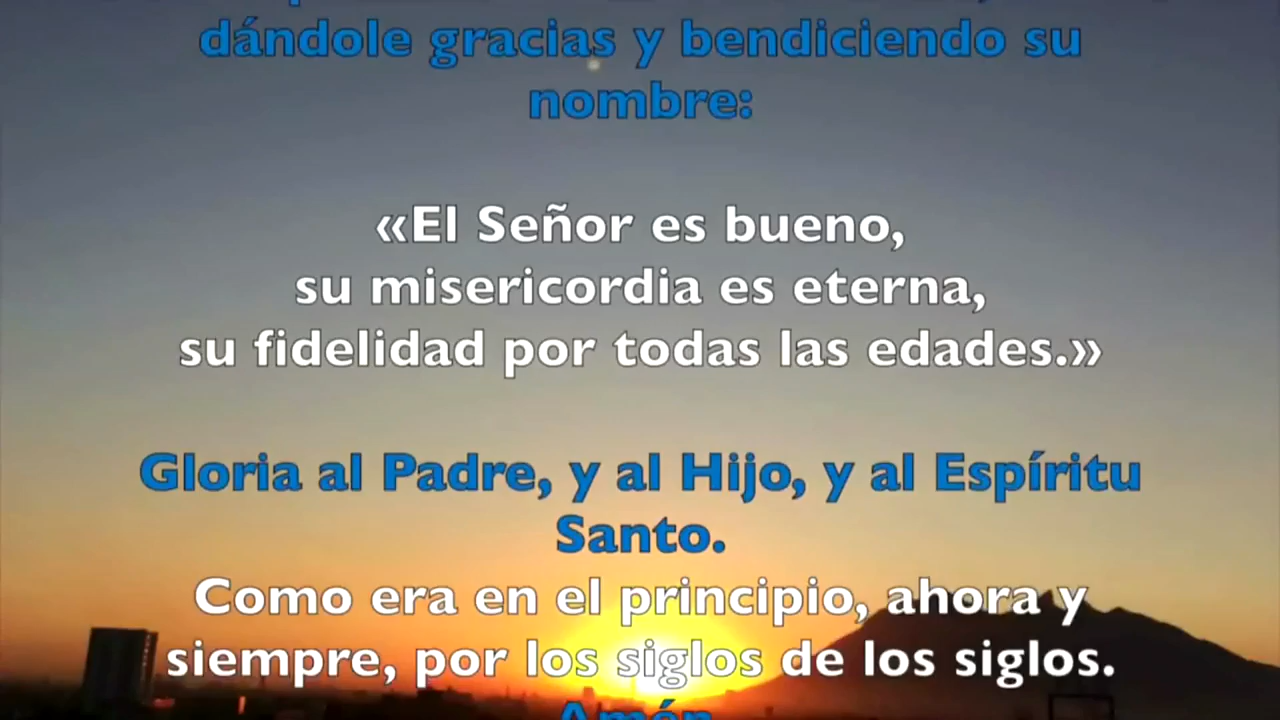 dándole gracias y bendiciendo su
nombre:
«El Señor es bueno,
su misericordia es eterna,
su fidelidad por todas las edades.»
Gloria al Padre, y al Hijo, y al Espíritu
Santo.
Como era en el principio, ahora y
siempre, por los siglos de los siglos.
Amén